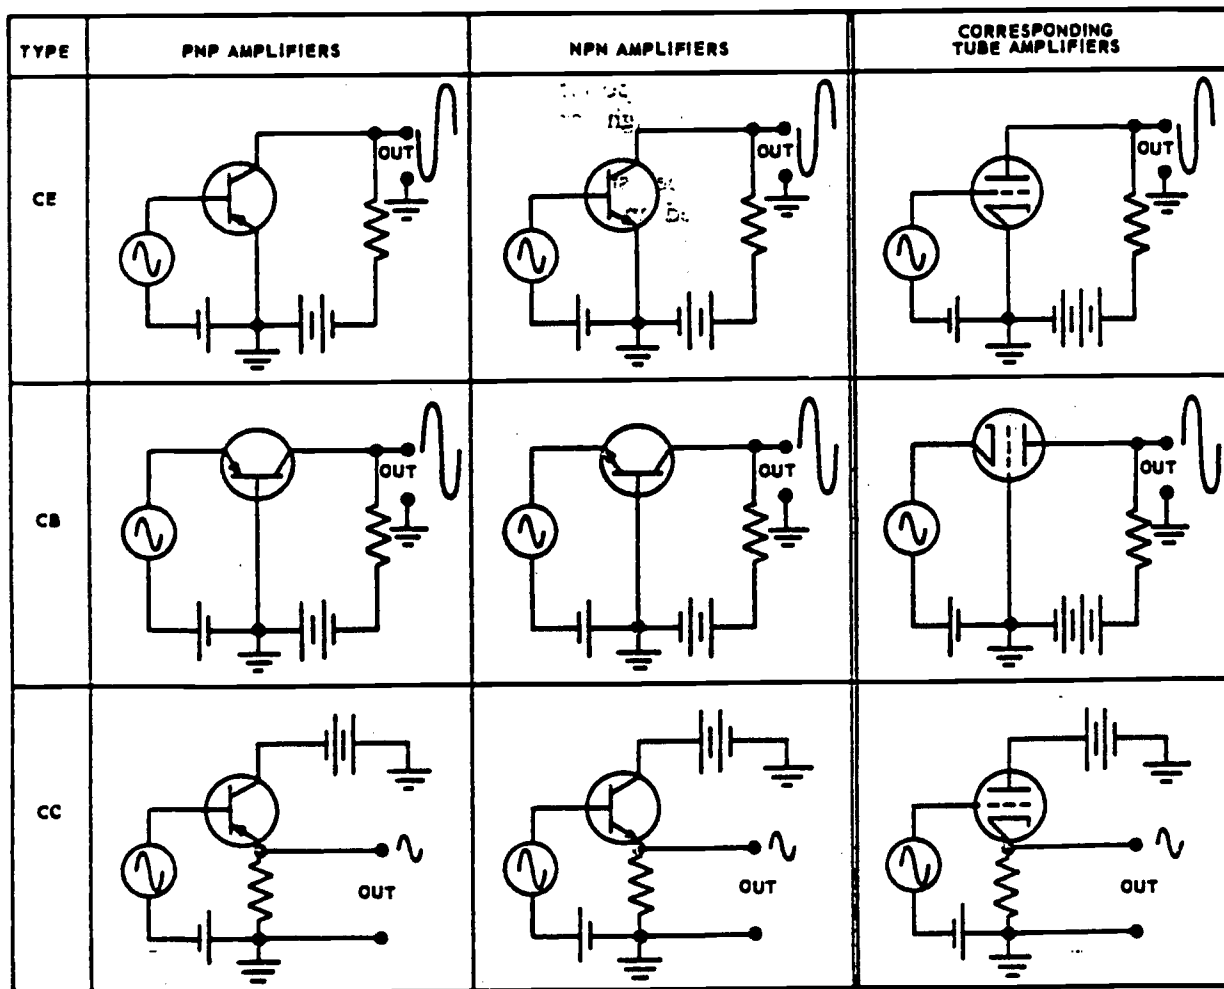 TYPE
PNP AMPLIFIERS
NPN AMPLIFIERS
CORRESPONDING
TUBE AMPLIFIERS
CE
OUT
OUT
OUT
CB
OUT
OUT
OUT
CC
OUT
OUT
OUT